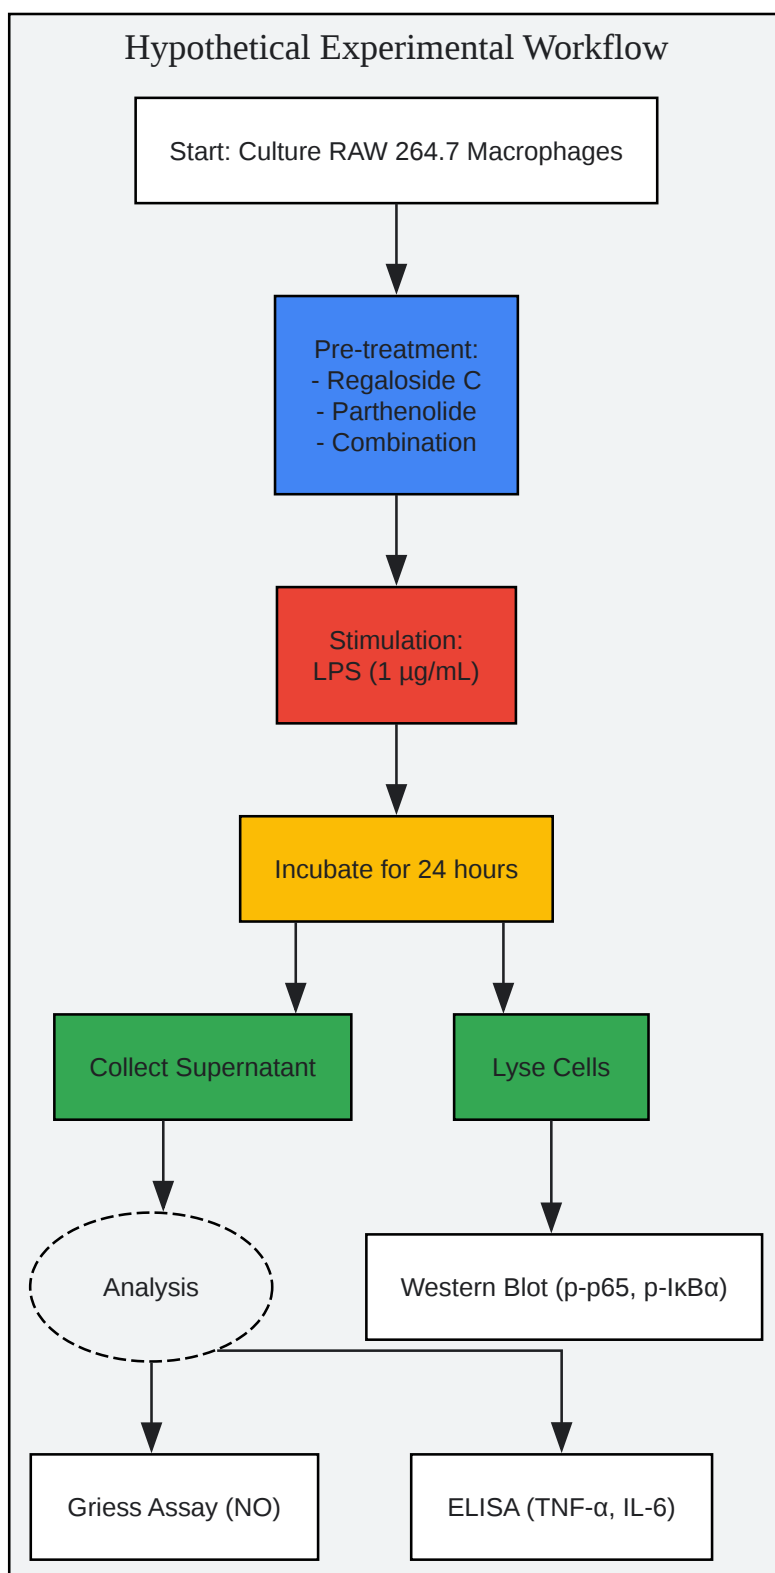 Hypothetical Experimental Workflow
Start: Culture RAW 264.7 Macrophages
Pre-treatment:
- Regaloside C
- Parthenolide
- Combination
Stimulation:
LPS (1 µg/mL)
Incubate for 24 hours
Collect Supernatant
Lyse Cells
Analysis
Western Blot (p-p65, p-IκBα)
Griess Assay (NO)
ELISA (TNF-α, IL-6)